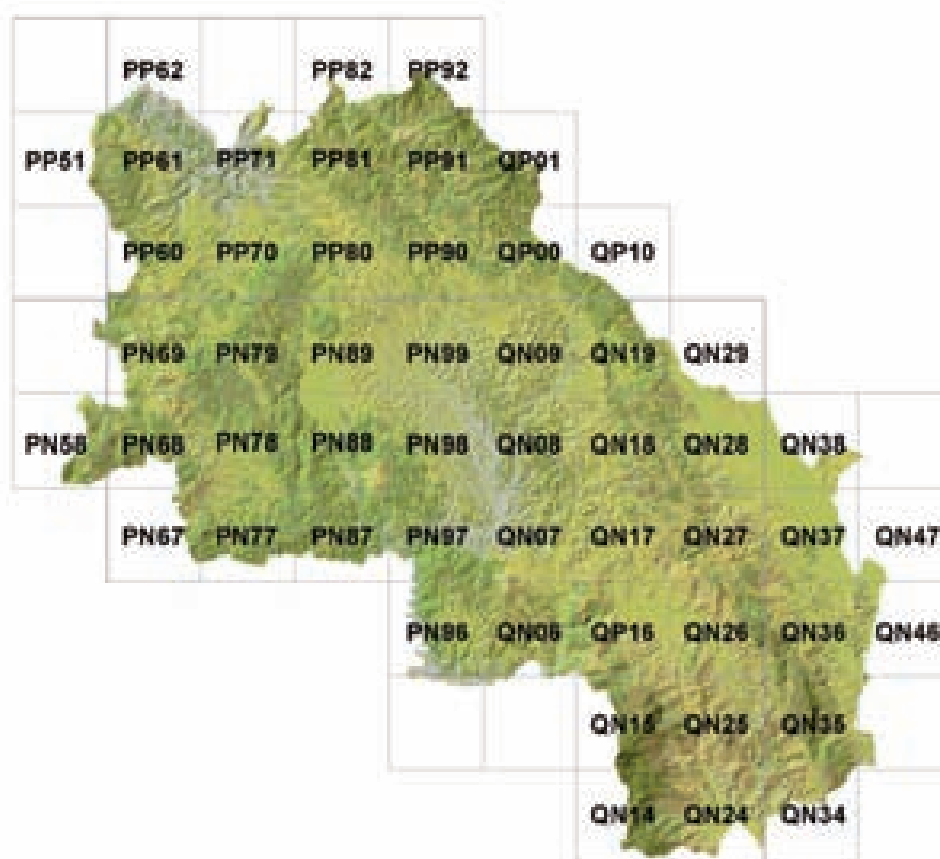 PP62 PP82 PP92
PP51 PP61 PP71 PP81 PP91 QP01
PP60 PP70 PP80 PP90 QP00 QP10
PN69 PN79 PN89 PN99 QN09 QN19 QN29
PN58 PN68 PN78 PN88 PN98 QN08 QN18 QN28 QN38
PN67 PN77 PN87 PN97 QN07 QN17 QN27 QN37 QN47
PN96 QN06 QP16 QN26 QN36 QN46
QN15 QN25 QN35
QN14 QN24 QN34